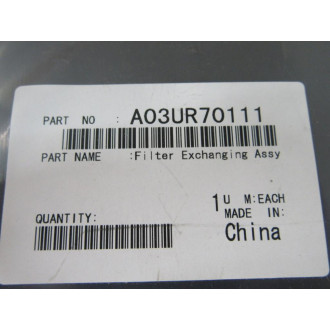 PART NO : A03UR70111
PART NAME :Filter Exchanging Assy
QUANTITY: 1U M:EACH
MADE IN:
China